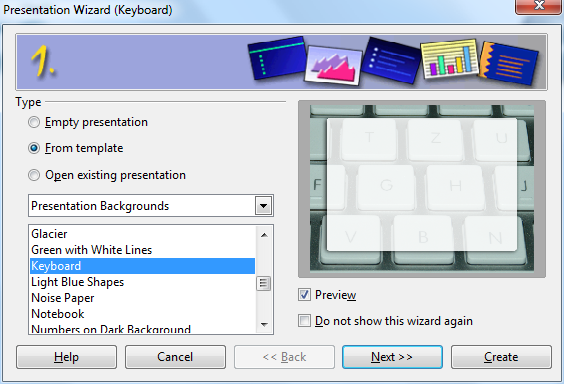 Presentation Wizard (Keyboard)
1.
Type
Empty presentation
From template
Open existing presentation
Presentation Backgrounds
Glacier
Green with White Lines
Keyboard
Light Blue Shapes
Noise Paper
Notebook
Numbers on Dark Background
T Z U
F G H J
V B N
Preview
Do not show this wizard again
Help Cancel << Back Next >> Create